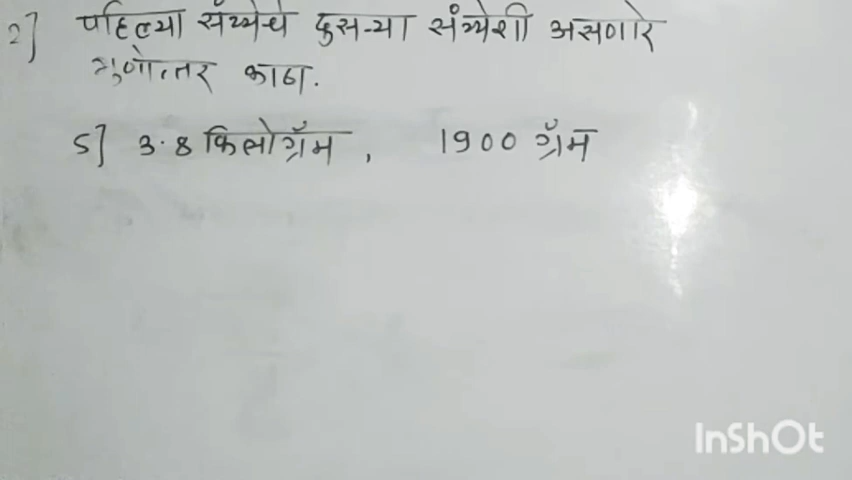 2] पहिल्या संख्येचे दुसऱ्या संख्येशी असणारे
गुणोत्तर काढा.
5] 3.8 किलोग्रॅम, 1900 ग्रॅम
InShOt